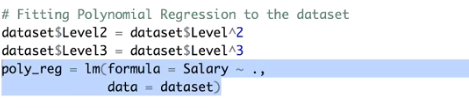 # Fitting Polynomial Regression to the dataset
dataset$Level2 = dataset$Level^2
dataset$Level3 = dataset$Level^3
poly_reg = lm(formula = Salary ~ .,
              data = dataset)